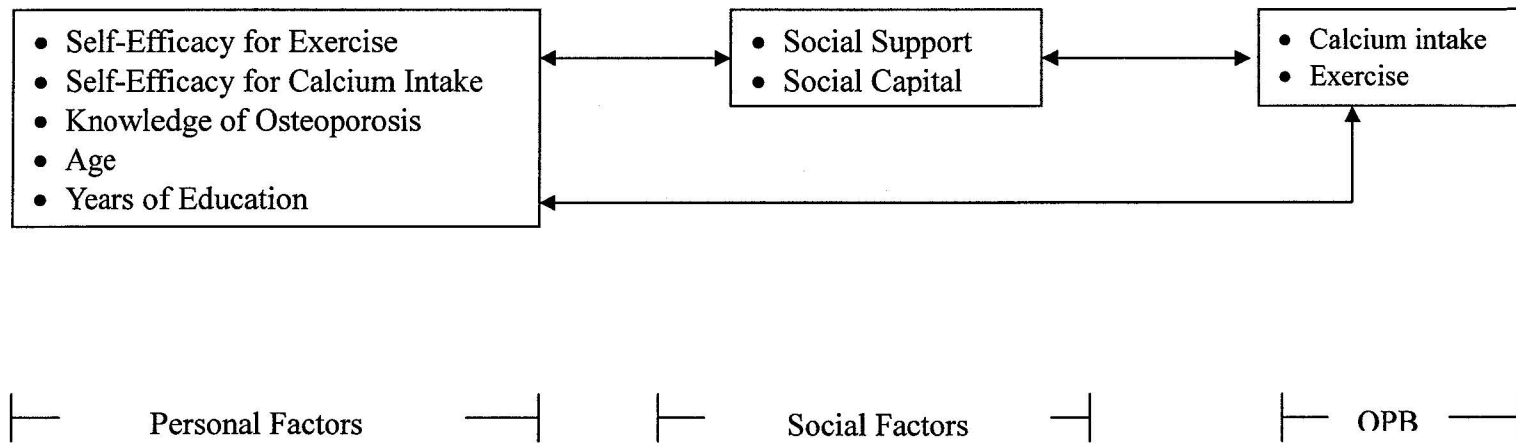 • Self-Efficacy for Exercise
• Self-Efficacy for Calcium Intake
• Knowledge of Osteoporosis
• Age
• Years of Education
• Social Support
• Social Capital
• Calcium intake
• Exercise
Personal Factors
Social Factors
OPB